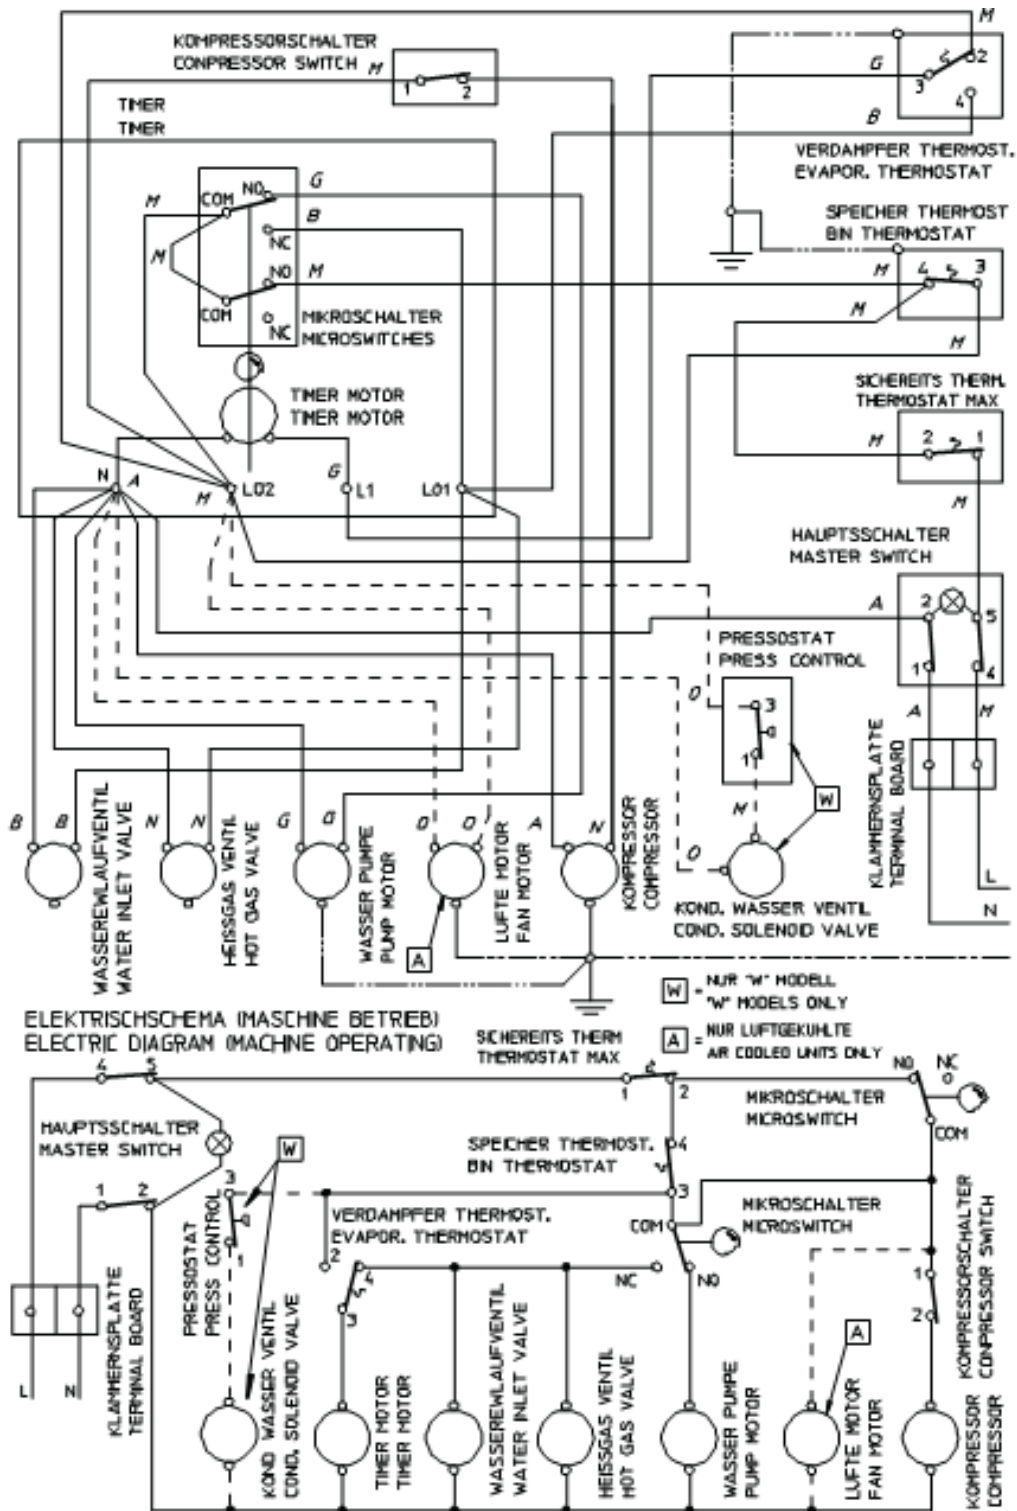 M
KOMPRESSORSCHALTER
CONPRESSOR SWITCH
M
1
2
G
3
2
4
B
TIMER
TIMER
VERDAMPFER THERMOST.
EVAPOR. THERMOSTAT
COM
NO
G
M
B
NC
M
NO
M
COM
NC
MIKROSCHALTER
MICROSWITCHES
SPEICHER THERMOST
BIN THERMOSTAT
M
4
3
M
M
TIMER MOTOR
TIMER MOTOR
SICHEREITS THERM.
THERMOSTAT MAX
M
2
1
M
N
A
M
L02
G
L1
L01
HAUPTSSCHALTER
MASTER SWITCH
A
2
5
1
4
A
M
PRESSOSTAT
PRESS CONTROL
O
3
1
W
M
O
KLAMMERNSPLATTE
TERMINAL BOARD
L
N
B
B
N
N
G
G
O
O
A
N
WASSEREWLAUFVENTIL
WATER INLET VALVE
HEISSGAS VENTIL
HOT GAS VALVE
WASSER PUMPE
PUMP MOTOR
A
LUFTE MOTOR
FAN MOTOR
KOMPRESSOR
COMPRESSOR
KOND. WASSER VENTIL
COND. SOLENOID VALVE
W = NUR "W" MODELL
"W" MODELS ONLY
A = NUR LUFTGEKUHLTE
AIR COOLED UNITS ONLY
ELEKTRISCHSCHEMA (MASCHINE BETRIEB)
ELECTRIC DIAGRAM (MACHINE OPERATING)
SICHEREITS THERM
THERMOSTAT MAX
4
5
1
2
NO
NC
COM
MIKROSCHALTER
MICROSWITCH
HAUPTSSCHALTER
MASTER SWITCH
W
1
2
SPEICHER THERMOST.
BIN THERMOSTAT
4
3
3
1
PRESSOSTAT
PRESS CONTROL
VERDAMPFER THERMOST.
EVAPOR. THERMOSTAT
2
4
3
COM
MIKROSCHALTER
MICROSWITCH
NC
NO
1
2
KOMPRESSORSCHALTER
CONPRESSOR SWITCH
A
L
N
KLAMMERNSPLATTE
TERMINAL BOARD
KOND WASSER VENTIL
COND. SOLENOID VALVE
TIMER MOTOR
TIMER MOTOR
WASSEREWLAUFVENTIL
WATER INLET VALVE
HEISSGAS VENTIL
HOT GAS VALVE
WASSER PUMPE
PUMP MOTOR
LUFTE MOTOR
FAN MOTOR
KOMPRESSOR
LOMPRESSOR